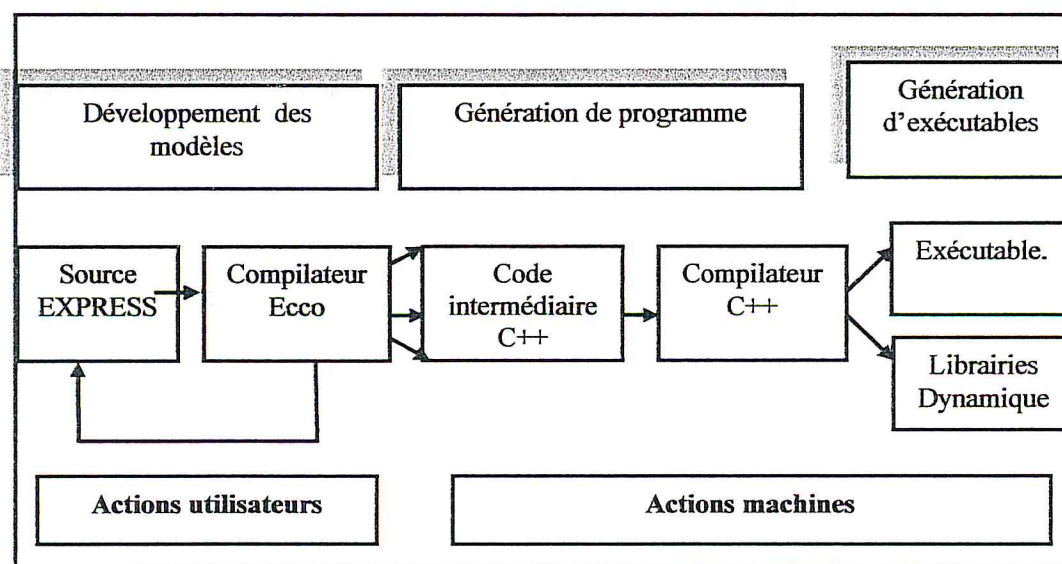 Développement des
modèles
Génération de programme
Génération
d'exécutables
Source
EXPRESS
Compilateur
Ecco
Code
intermédiaire
C++
Compilateur
C++
Exécutable.
Librairies
Dynamique
Actions utilisateurs
Actions machines